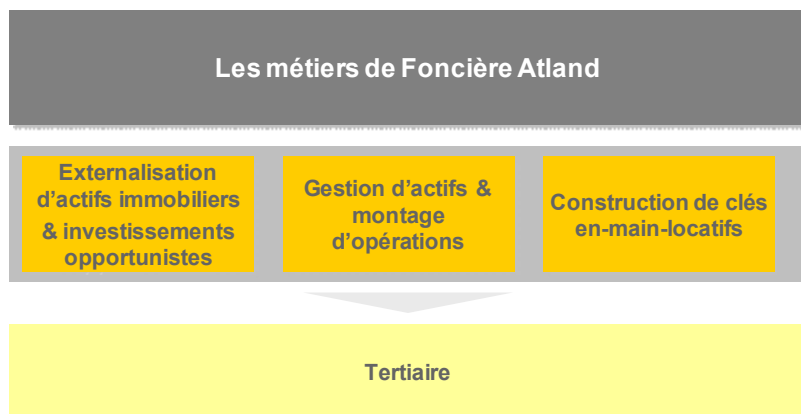 Les métiers de Foncière Atland
Externalisation
d'actifs immobiliers
& investissements
opportunistes
Gestion d'actifs &
montage
d'opérations
Construction de clés
en-main-locatifs
Tertiaire